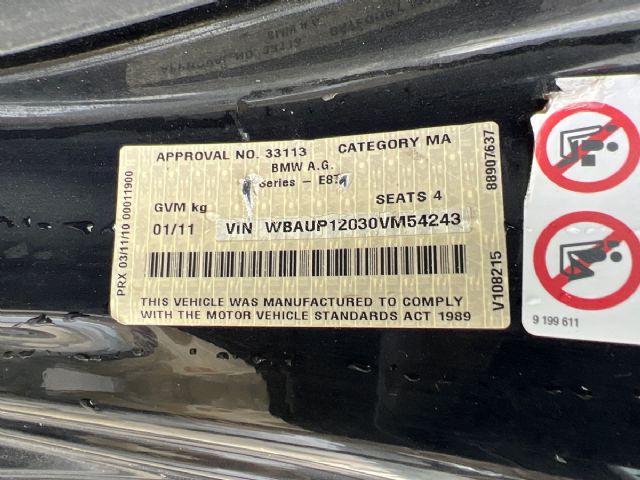 APPROVAL NO. 33113 CATEGORY MA
BMW A.G.
Series – E87
GVM kg SEATS 4
01/11 VIN WBAUP12030VM54243
THIS VEHICLE WAS MANUFACTURED TO COMPLY
WITH THE MOTOR VEHICLE STANDARDS ACT 1989
PRX 03/11/10 00011900
88907637
V108215
9 199 611